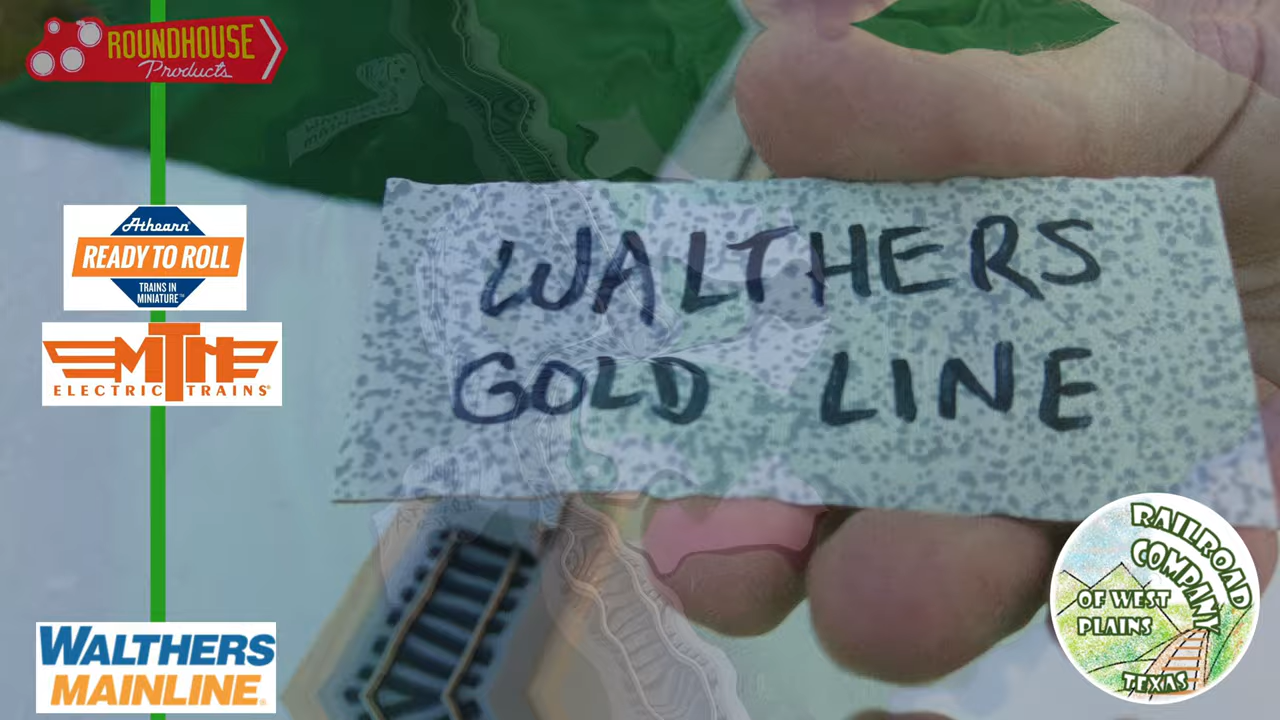 ROUNDHOUSE
Products
Athearn
READY TO ROLL
TRAINS IN
MINIATURE™
MTH
ELECTRIC TRAINS®
WALTHERS
MAINLINE®
WALTHERS
GOLD LINE
RAILROAD
COMPANY
OF WEST
PLAINS
TEXAS